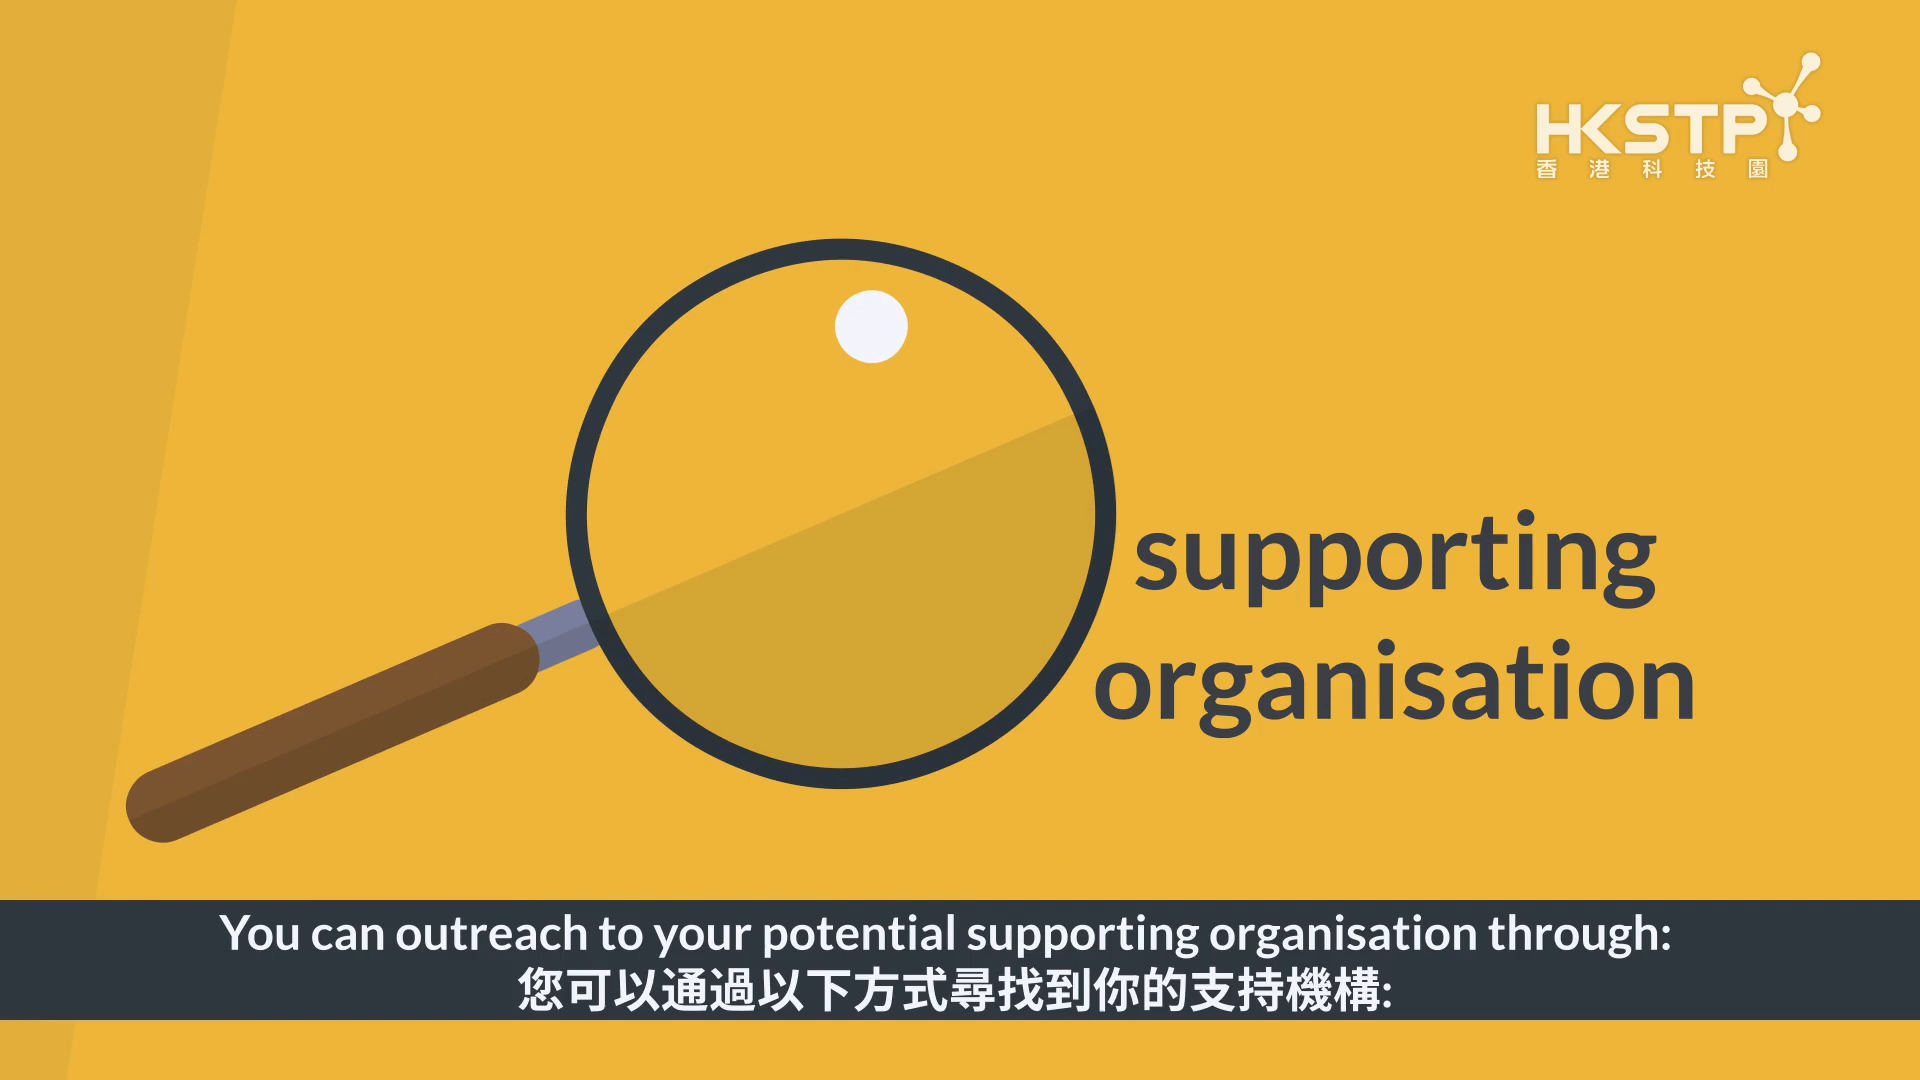 HKSTP
香港科技園
supporting
organisation
You can outreach to your potential supporting organisation through:
您可以通過以下方式尋找到你的支持機構: